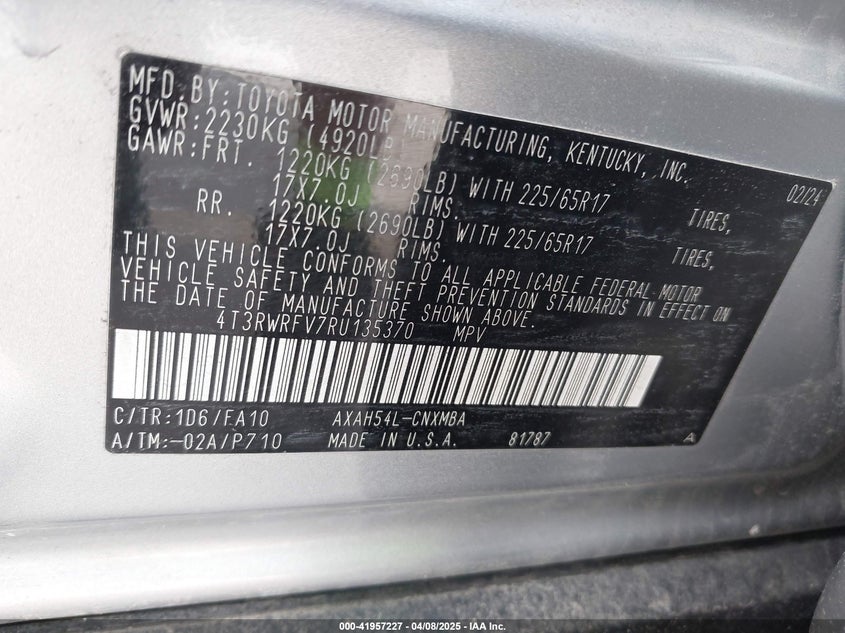 MFD. BY: TOYOTA MOTOR MANUFACTURING, KENTUCKY, INC. 02/24
GVWR: 2230KG (4920LB)
GAWR: FRT. 1220KG (2690LB) WITH 225/65R17 TIRES,
17X7.0J RIMS.
RR. 1220KG (2690LB) WITH 225/65R17 TIRES,
17X7.0J RIMS.
THIS VEHICLE CONFORMS TO ALL APPLICABLE FEDERAL MOTOR
VEHICLE SAFETY AND THEFT PREVENTION STANDARDS IN EFFECT ON
THE DATE OF MANUFACTURE SHOWN ABOVE.
4T3RWRFV7RU135370 MPV
C/TR:1D6/FA10 AXAH54L-CNXMBA
A/TM:-02A/P710 MADE IN U.S.A. 81787 A
000-41957227 - 04/08/2025 - IAA Inc.